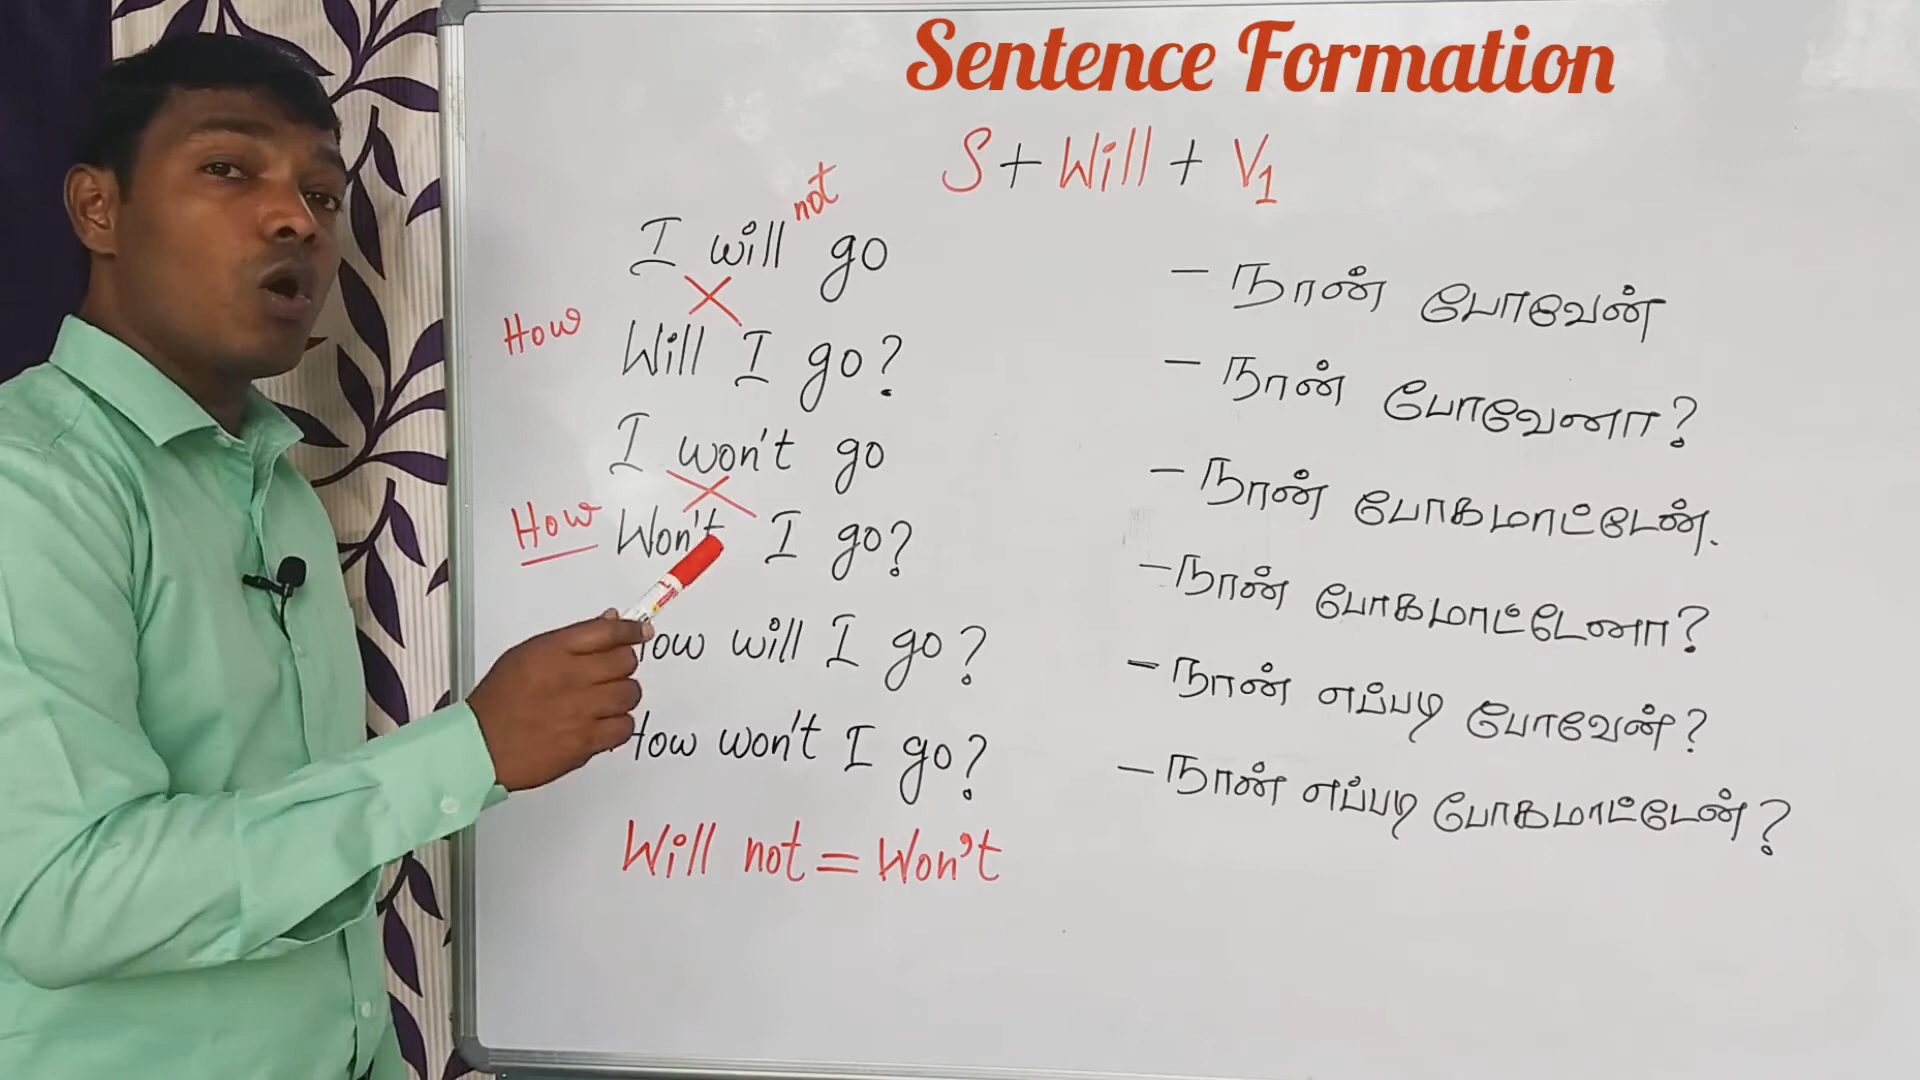 Sentence Formation
S + Will + V1
not
I will go - நான் போவேன்
How
Will I go? - நான் போவேனா?
I won't go - நான் போகமாட்டேன்.
How Won't I go? - நான் போகமாட்டேனா?
How will I go? - நான் எப்படி போவேன்?
How won't I go? - நான் எப்படி போகமாட்டேன்?
Will not = Won't